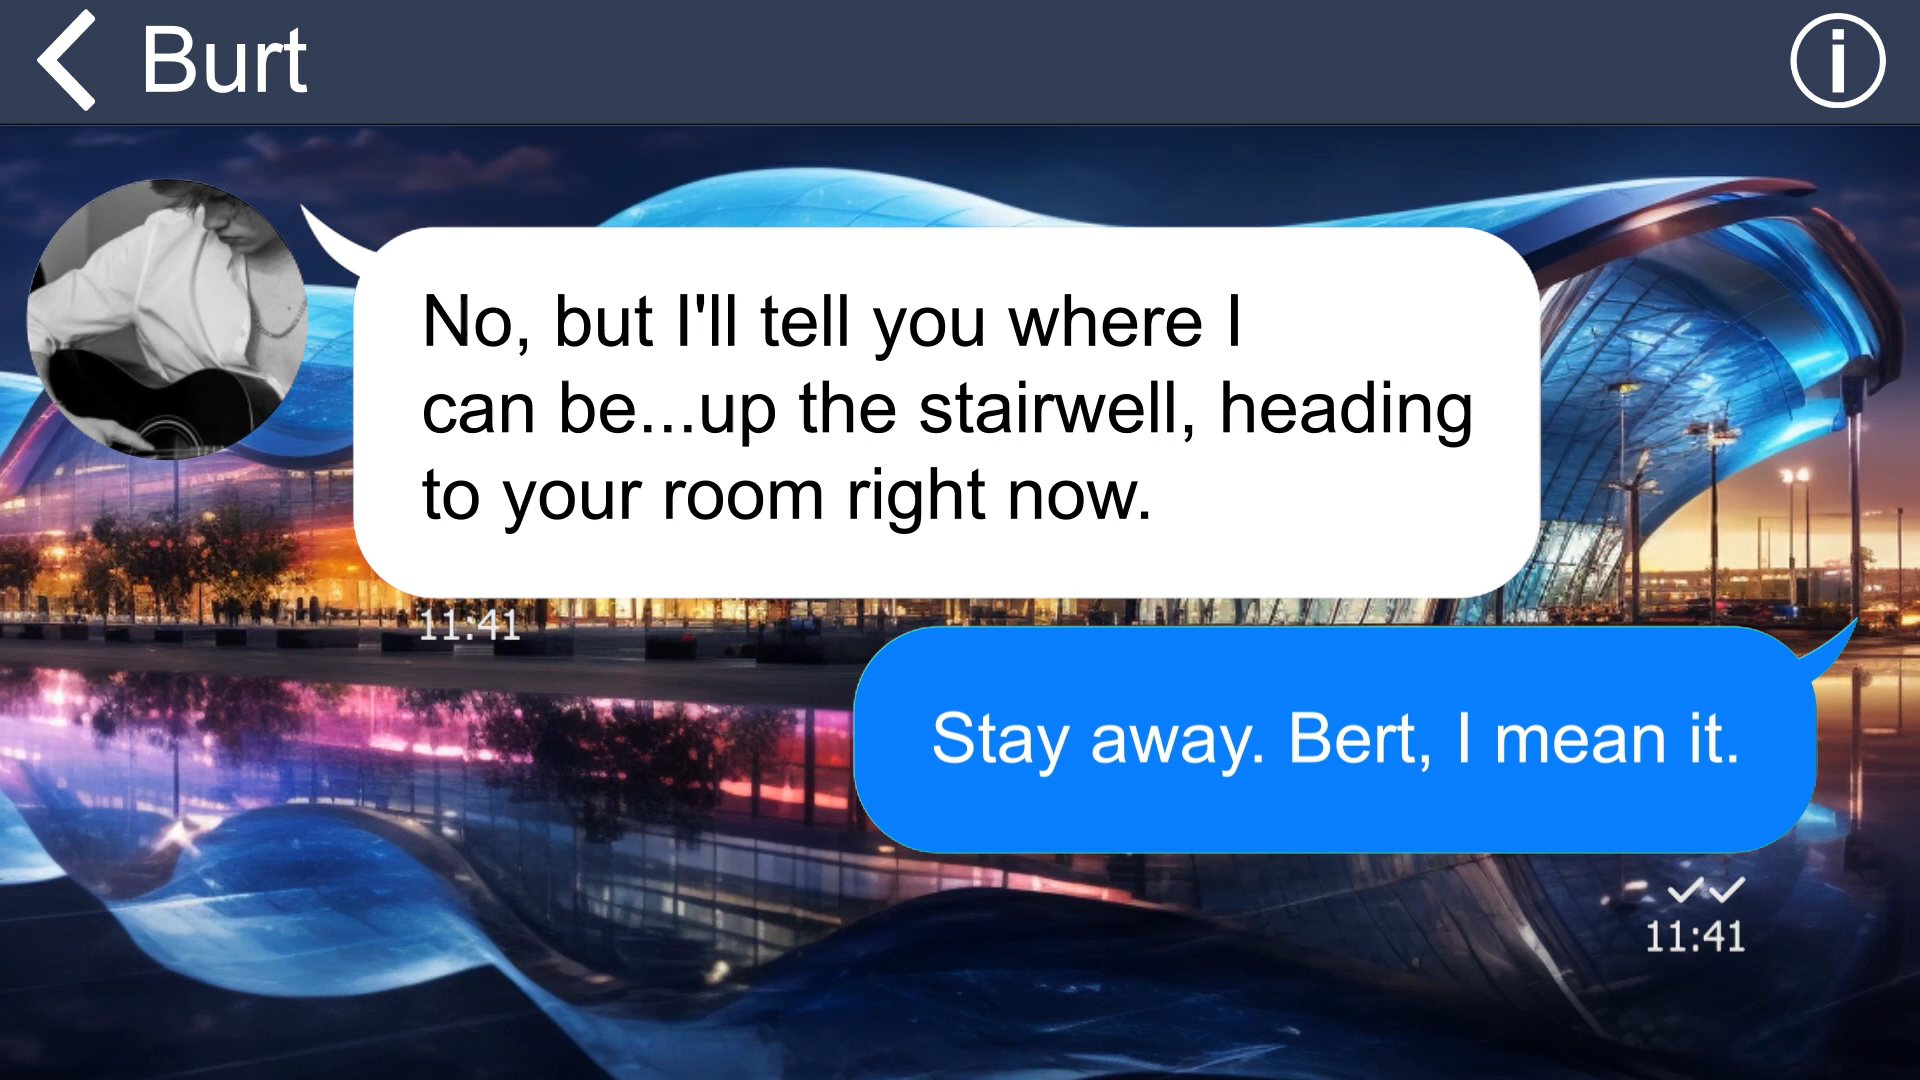 Burt
No, but I'll tell you where I
can be...up the stairwell, heading
to your room right now.
11:41
Stay away. Bert, I mean it.
11:41